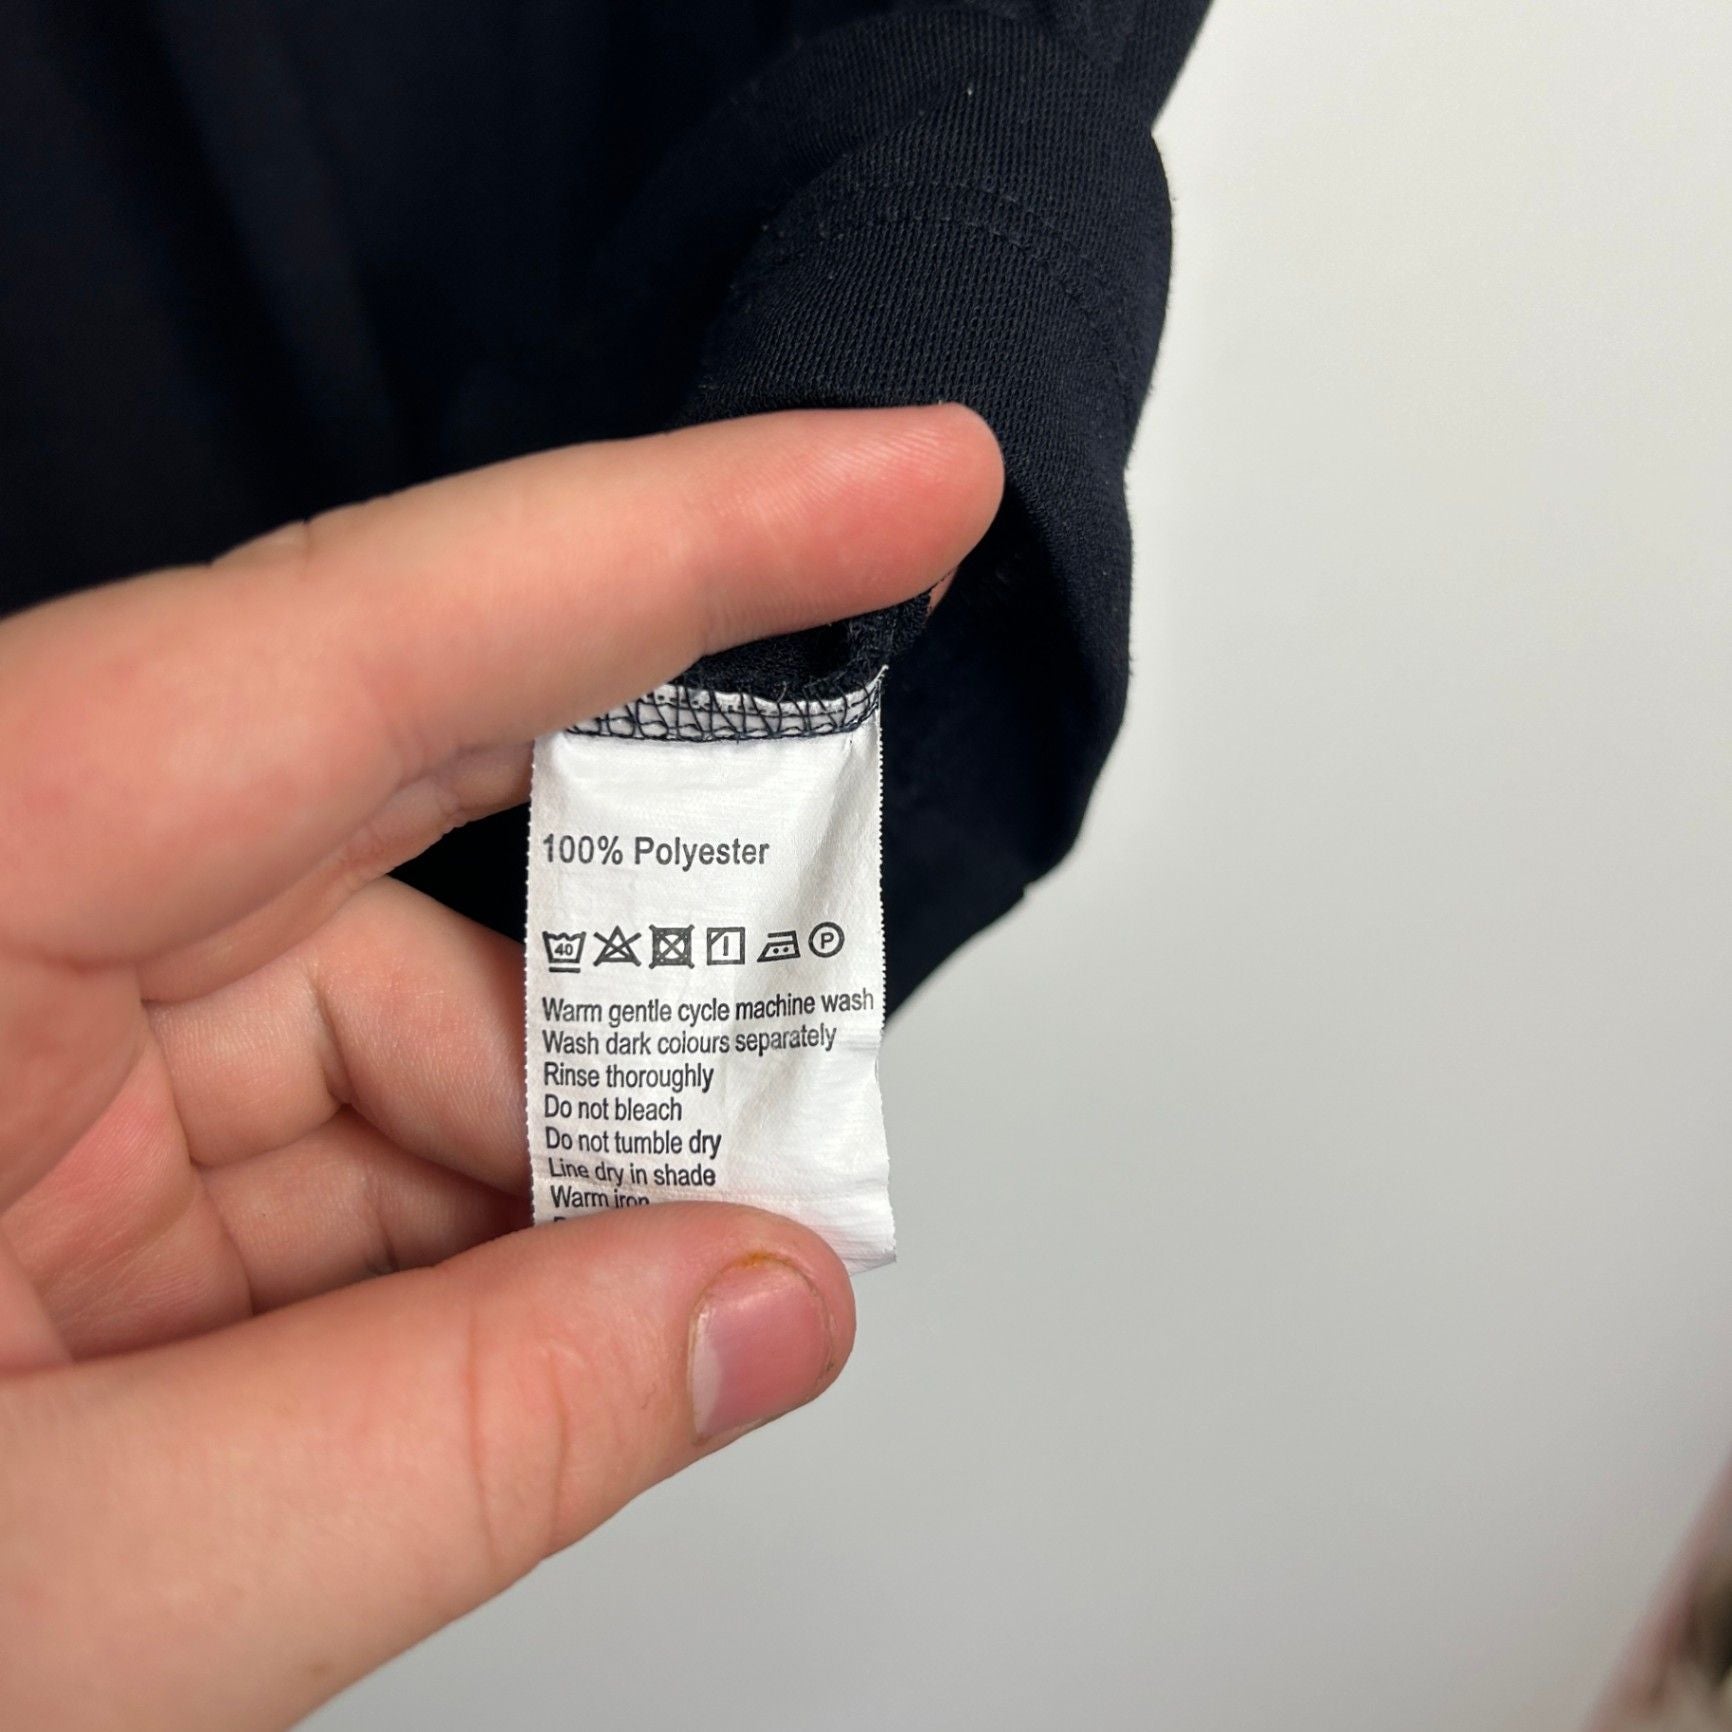 100% Polyester
40 P
Warm gentle cycle machine wash
Wash dark colours separately
Rinse thoroughly
Do not bleach
Do not tumble dry
Line dry in shade
Warm iron